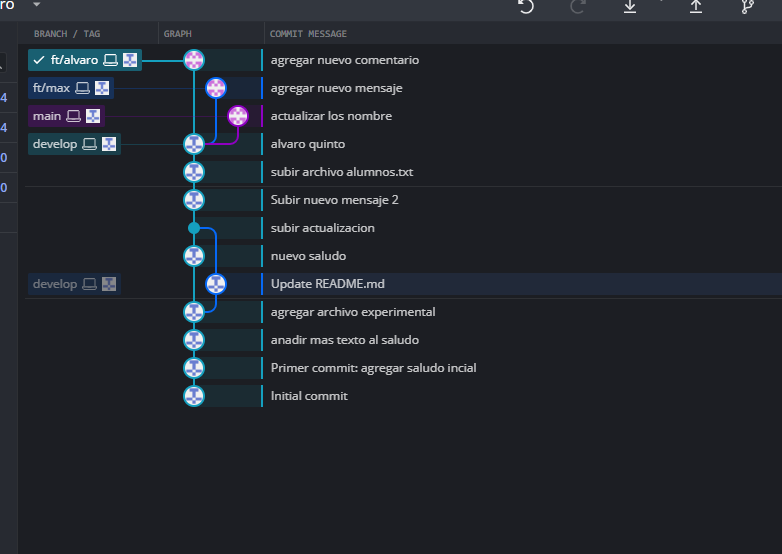 ro
BRANCH / TAG GRAPH COMMIT MESSAGE
ft/alvaro agregar nuevo comentario
ft/max agregar nuevo mensaje
4
main actualizar los nombre
4
develop alvaro quinto
0
subir archivo alumnos.txt
0
Subir nuevo mensaje 2
subir actualizacion
nuevo saludo
develop Update README.md
agregar archivo experimental
anadir mas texto al saludo
Primer commit: agregar saludo incial
Initial commit